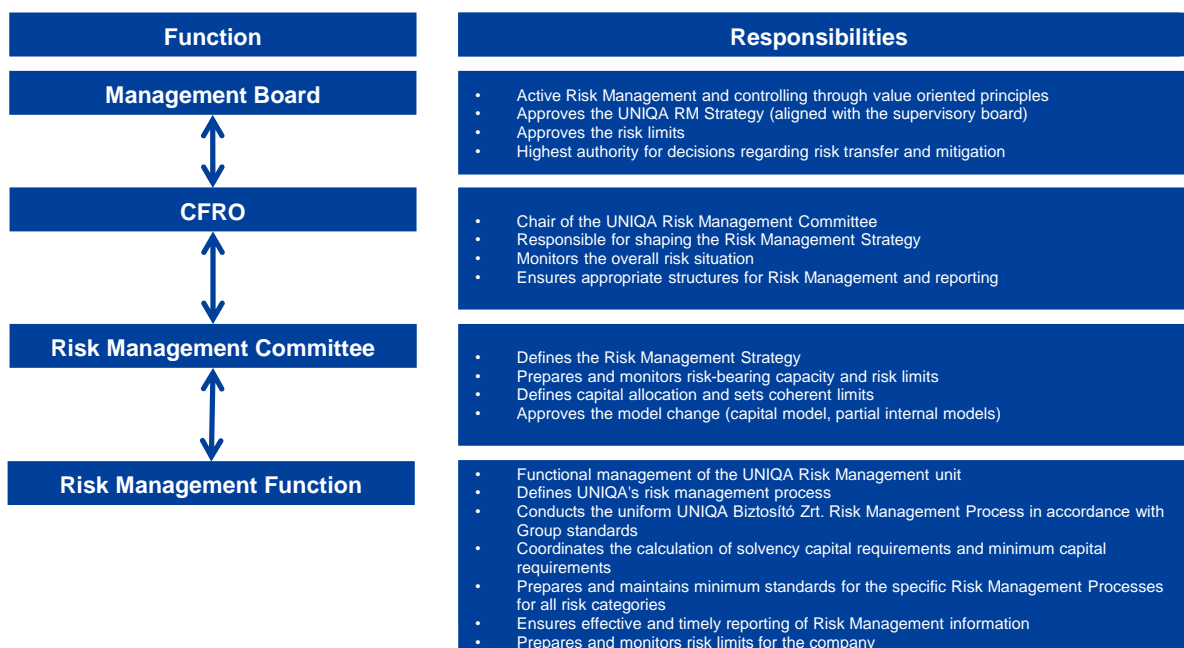 Function
Responsibilities
Management Board
• Active Risk Management and controlling through value oriented principles
• Approves the UNIQA RM Strategy (aligned with the supervisory board)
• Approves the risk limits
• Highest authority for decisions regarding risk transfer and mitigation
CFRO
• Chair of the UNIQA Risk Management Committee
• Responsible for shaping the Risk Management Strategy
• Monitors the overall risk situation
• Ensures appropriate structures for Risk Management and reporting
Risk Management Committee
• Defines the Risk Management Strategy
• Prepares and monitors risk-bearing capacity and risk limits
• Defines capital allocation and sets coherent limits
• Approves the model change (capital model, partial internal models)
Risk Management Function
• Functional management of the UNIQA Risk Management unit
• Defines UNIQA's risk management process
• Conducts the uniform UNIQA Biztosító Zrt. Risk Management Process in accordance with
Group standards
• Coordinates the calculation of solvency capital requirements and minimum capital
requirements
• Prepares and maintains minimum standards for the specific Risk Management Processes
for all risk categories
• Ensures effective and timely reporting of Risk Management information
• Prepares and monitors risk limits for the company